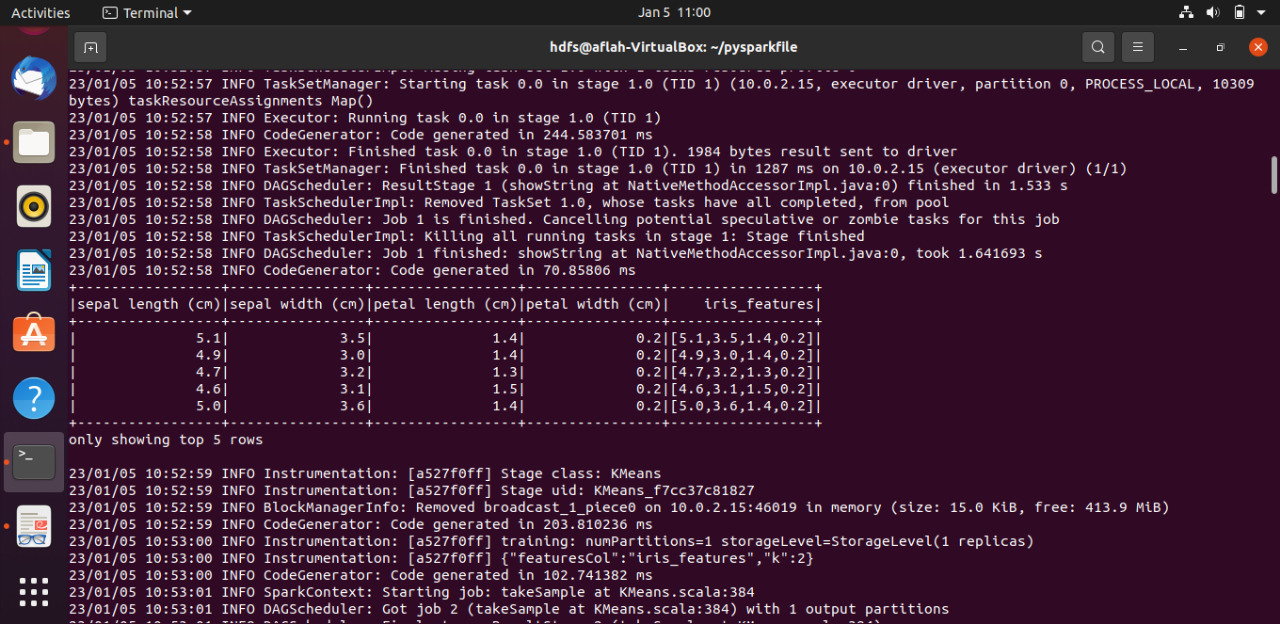 Activities Terminal Jan 5 11:00
hdfs@aflah-VirtualBox: ~/pysparkfile
23/01/05 10:52:57 INFO TaskSetManager: Starting task 0.0 in stage 1.0 (TID 1) (10.0.2.15, executor driver, partition 0, PROCESS_LOCAL, 10309
bytes) taskResourceAssignments Map()
23/01/05 10:52:57 INFO Executor: Running task 0.0 in stage 1.0 (TID 1)
23/01/05 10:52:58 INFO CodeGenerator: Code generated in 244.583701 ms
23/01/05 10:52:58 INFO Executor: Finished task 0.0 in stage 1.0 (TID 1). 1984 bytes result sent to driver
23/01/05 10:52:58 INFO TaskSetManager: Finished task 0.0 in stage 1.0 (TID 1) in 1287 ms on 10.0.2.15 (executor driver) (1/1)
23/01/05 10:52:58 INFO DAGScheduler: ResultStage 1 (showString at NativeMethodAccessorImpl.java:0) finished in 1.533 s
23/01/05 10:52:58 INFO TaskSchedulerImpl: Removed TaskSet 1.0, whose tasks have all completed, from pool
23/01/05 10:52:58 INFO DAGScheduler: Job 1 is finished. Cancelling potential speculative or zombie tasks for this job
23/01/05 10:52:58 INFO TaskSchedulerImpl: Killing all running tasks in stage 1: Stage finished
23/01/05 10:52:58 INFO DAGScheduler: Job 1 finished: showString at NativeMethodAccessorImpl.java:0, took 1.641693 s
23/01/05 10:52:58 INFO CodeGenerator: Code generated in 70.85806 ms
+-----------------+----------------+-----------------+----------------+-----------------+
|sepal length (cm)|sepal width (cm)|petal length (cm)|petal width (cm)|    iris_features|
+-----------------+----------------+-----------------+----------------+-----------------+
|              5.1|             3.5|              1.4|             0.2|[5.1,3.5,1.4,0.2]|
|              4.9|             3.0|              1.4|             0.2|[4.9,3.0,1.4,0.2]|
|              4.7|             3.2|              1.3|             0.2|[4.7,3.2,1.3,0.2]|
|              4.6|             3.1|              1.5|             0.2|[4.6,3.1,1.5,0.2]|
|              5.0|             3.6|              1.4|             0.2|[5.0,3.6,1.4,0.2]|
+-----------------+----------------+-----------------+----------------+-----------------+
only showing top 5 rows
23/01/05 10:52:59 INFO Instrumentation: [a527f0ff] Stage class: KMeans
23/01/05 10:52:59 INFO Instrumentation: [a527f0ff] Stage uid: KMeans_f7cc37c81827
23/01/05 10:52:59 INFO BlockManagerInfo: Removed broadcast_1_piece0 on 10.0.2.15:46019 in memory (size: 15.0 KiB, free: 413.9 MiB)
23/01/05 10:52:59 INFO CodeGenerator: Code generated in 203.810236 ms
23/01/05 10:53:00 INFO Instrumentation: [a527f0ff] training: numPartitions=1 storageLevel=StorageLevel(1 replicas)
23/01/05 10:53:00 INFO Instrumentation: [a527f0ff] {"featuresCol":"iris_features","k":2}
23/01/05 10:53:00 INFO CodeGenerator: Code generated in 102.741382 ms
23/01/05 10:53:01 INFO SparkContext: Starting job: takeSample at KMeans.scala:384
23/01/05 10:53:01 INFO DAGScheduler: Got job 2 (takeSample at KMeans.scala:384) with 1 output partitions